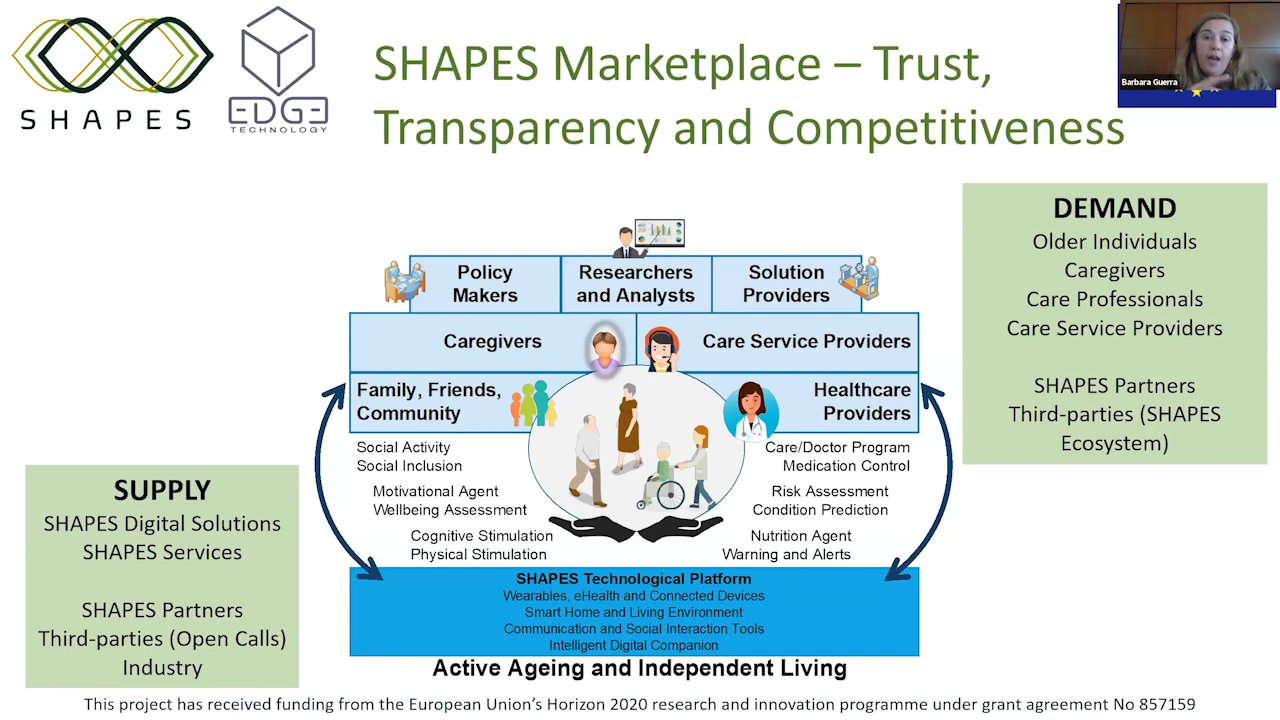 SHAPES
EDGE
TECHNOLOGY
SHAPES Marketplace – Trust,
Transparency and Competitiveness
Barbara Guerra
DEMAND
Older Individuals
Caregivers
Care Professionals
Care Service Providers
SHAPES Partners
Third-parties (SHAPES
Ecosystem)
Policy
Makers
Researchers
and Analysts
Solution
Providers
Caregivers
Care Service Providers
Family, Friends,
Community
Healthcare
Providers
Social Activity
Social Inclusion
Motivational Agent
Wellbeing Assessment
Cognitive Stimulation
Physical Stimulation
Care/Doctor Program
Medication Control
Risk Assessment
Condition Prediction
Nutrition Agent
Warning and Alerts
SUPPLY
SHAPES Digital Solutions
SHAPES Services
SHAPES Partners
Third-parties (Open Calls)
Industry
SHAPES Technological Platform
Wearables, eHealth and Connected Devices
Smart Home and Living Environment
Communication and Social Interaction Tools
Intelligent Digital Companion
Active Ageing and Independent Living
This project has received funding from the European Union’s Horizon 2020 research and innovation programme under grant agreement No 857159